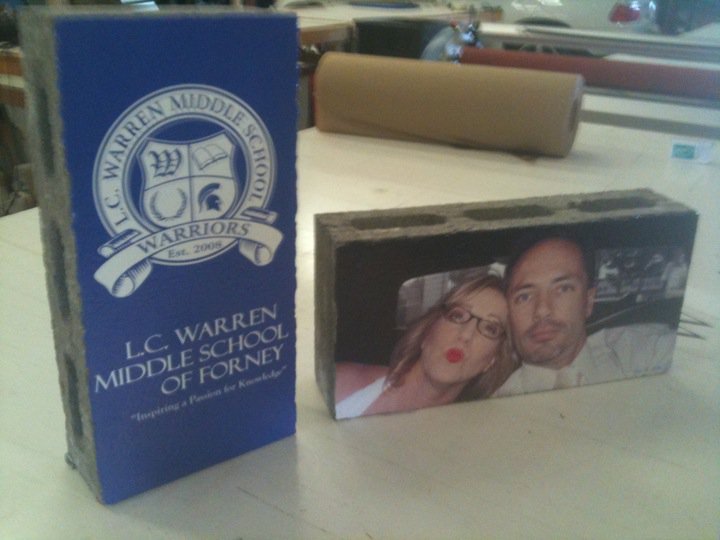 L.C. WARREN MIDDLE SCHOOL
W
WARRIORS
Est. 2008
L.C. WARREN
MIDDLE SCHOOL
OF FORNEY
"Inspiring a Passion for Knowledge"